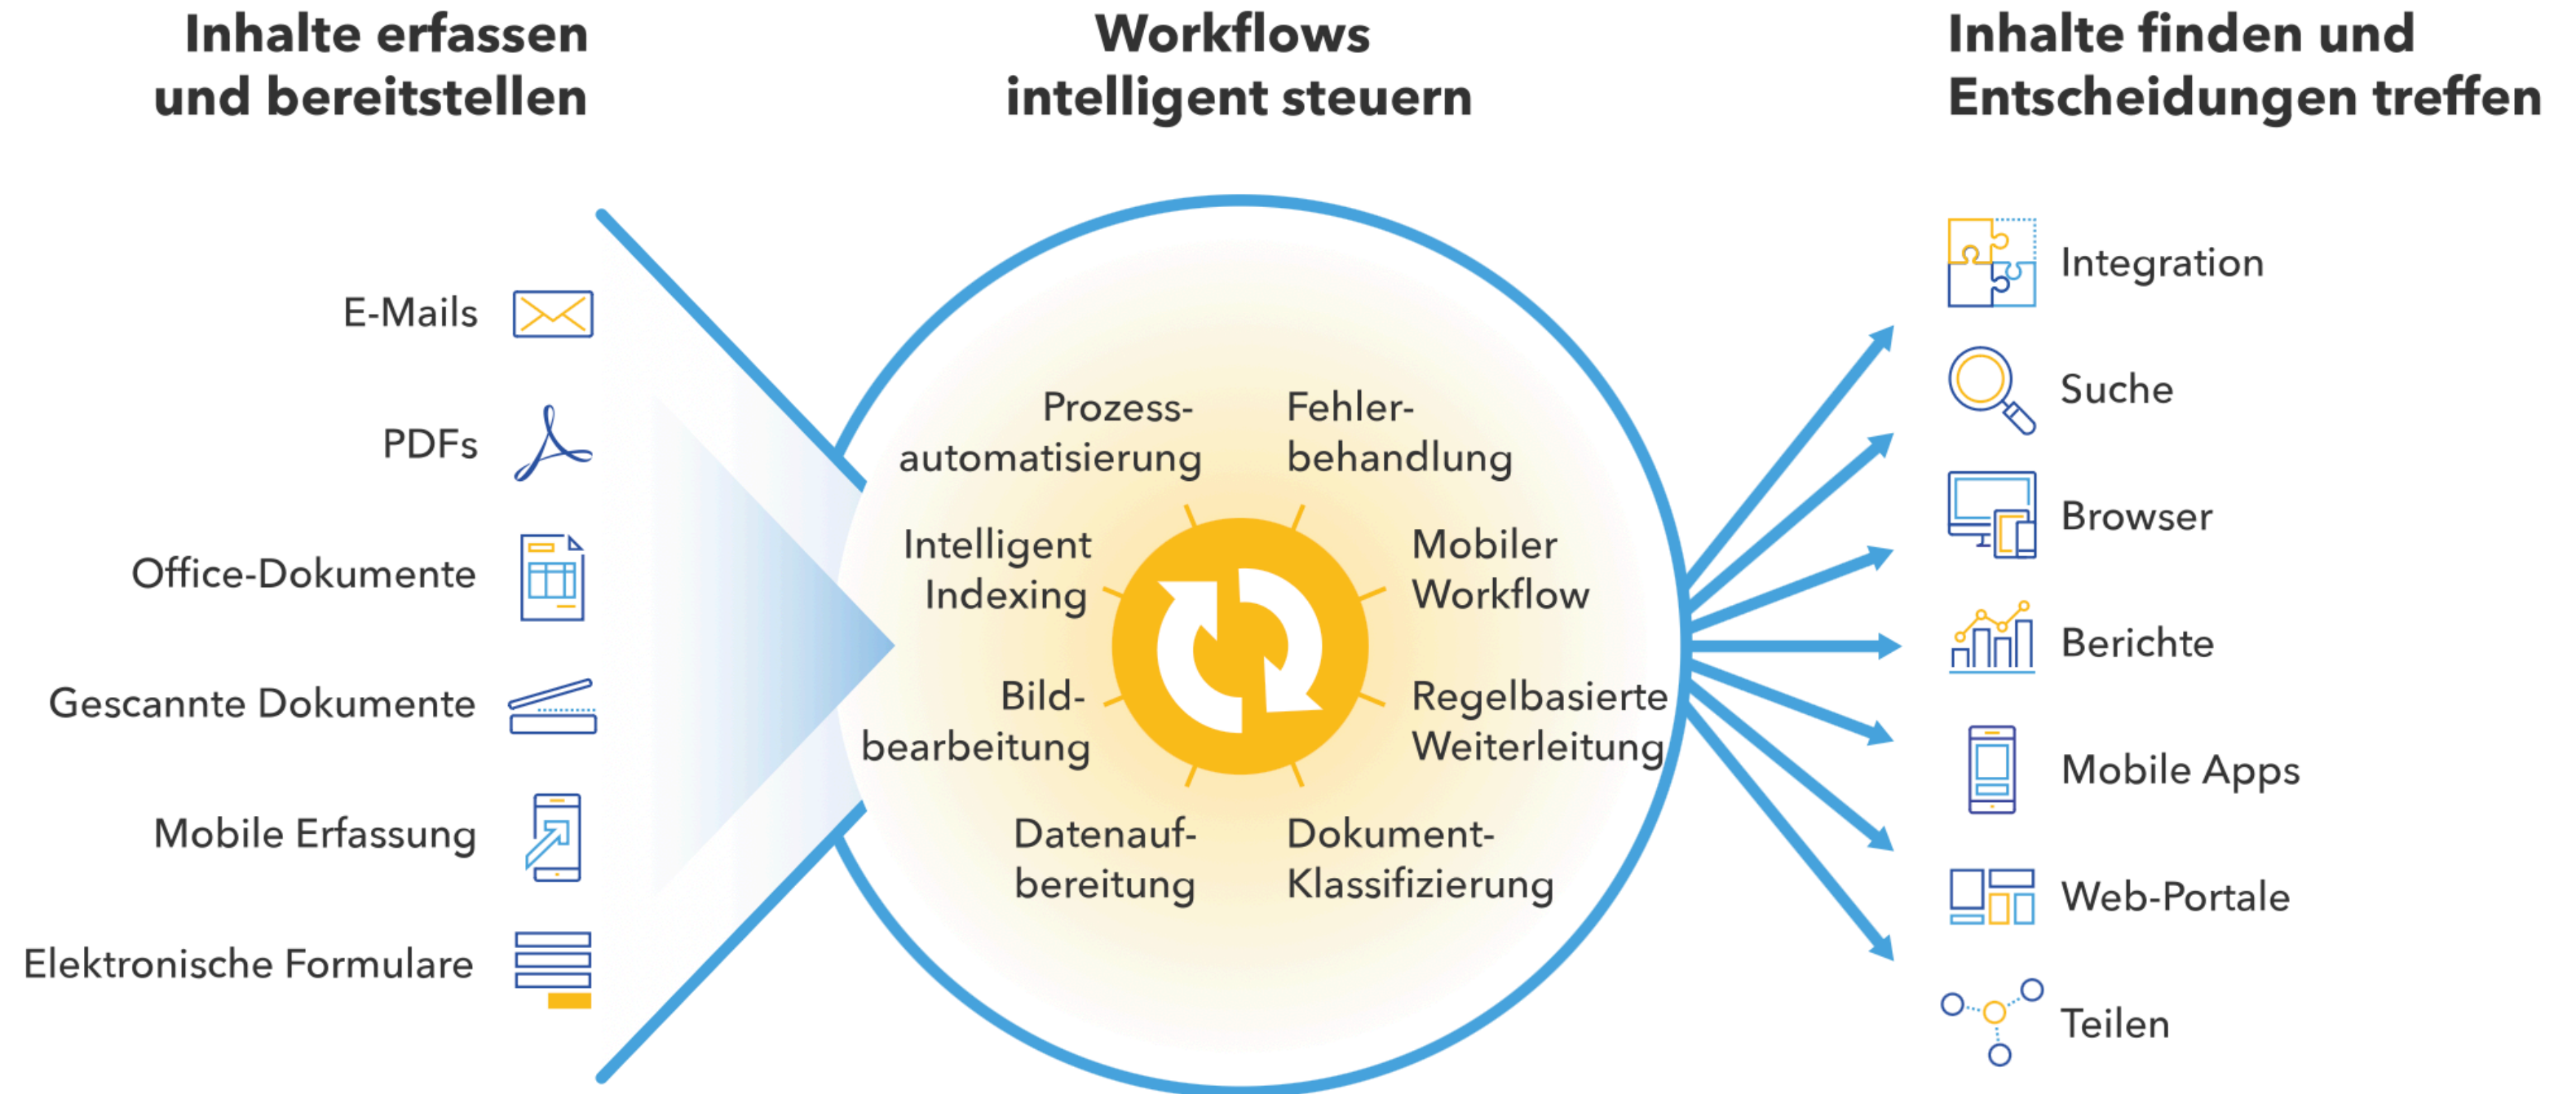 Inhalte erfassen
und bereitstellen
Workflows
intelligent steuern
Inhalte finden und
Entscheidungen treffen
E-Mails
PDFs
Office-Dokumente
Gescannte Dokumente
Mobile Erfassung
Elektronische Formulare
Prozess-
automatisierung
Fehler-
behandlung
Intelligent
Indexing
Mobiler
Workflow
Bild-
bearbeitung
Regelbasierte
Weiterleitung
Datenauf-
bereitung
Dokument-
Klassifizierung
Integration
Suche
Browser
Berichte
Mobile Apps
Web-Portale
Teilen